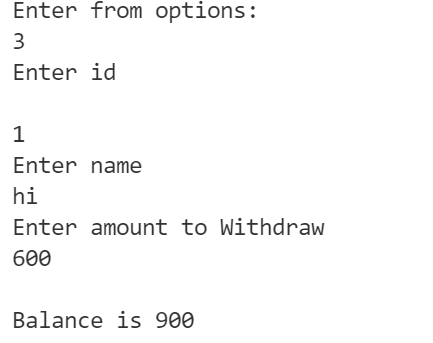 Enter from options:
3
Enter id
1
Enter name
hi
Enter amount to Withdraw
600
Balance is 900